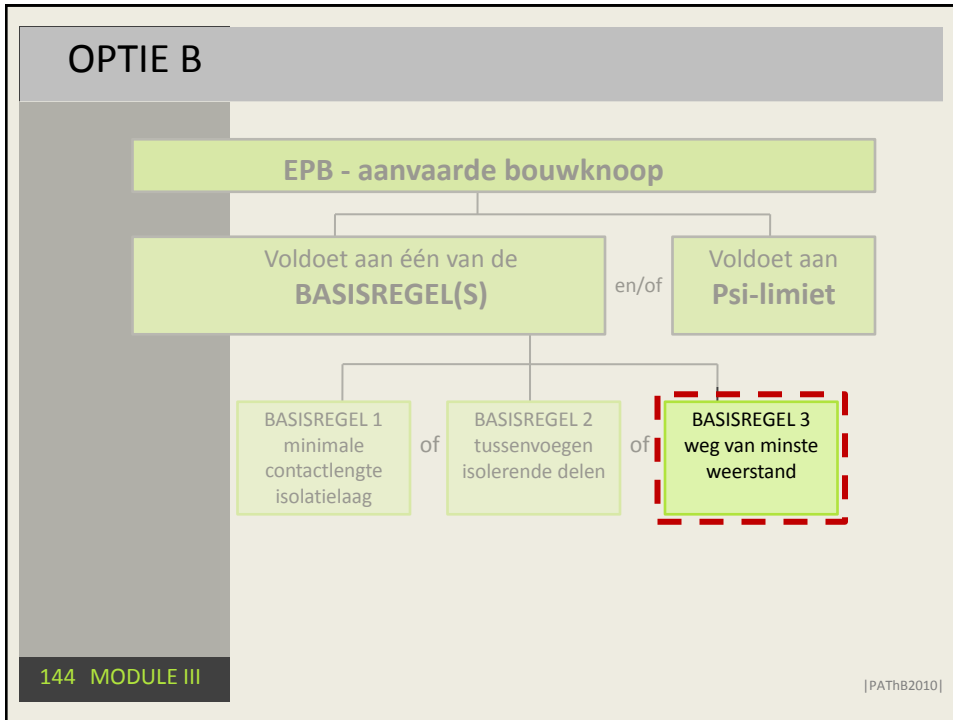 OPTIE B
EPB - aanvaarde bouwknoop
Voldoet aan één van de
BASISREGEL(S)
en/of
Voldoet aan
Psi-limiet
BASISREGEL 1
minimale
contactlengte
isolatielaag
of
BASISREGEL 2
tussenvoegen
isolerende delen
of
BASISREGEL 3
weg van minste
weerstand
144 MODULE III
|PAThB2010|